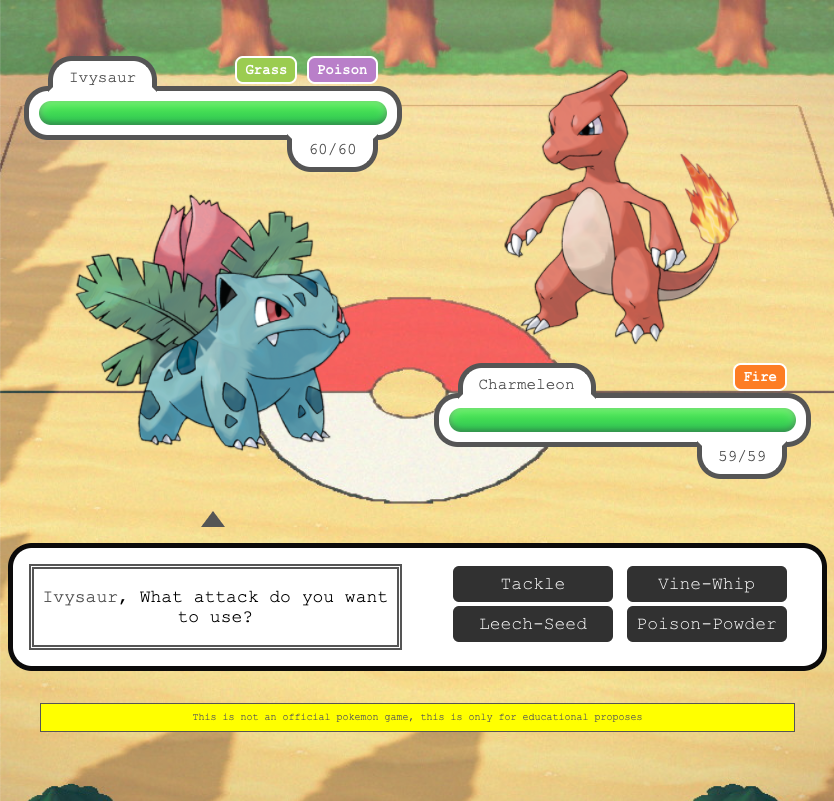 Grass Poison
Ivysaur
60/60
Fire
Charmeleon
59/59
Ivysaur, What attack do you want
to use?
Tackle Vine-Whip
Leech-Seed Poison-Powder
This is not an official pokemon game, this is only for educational proposes